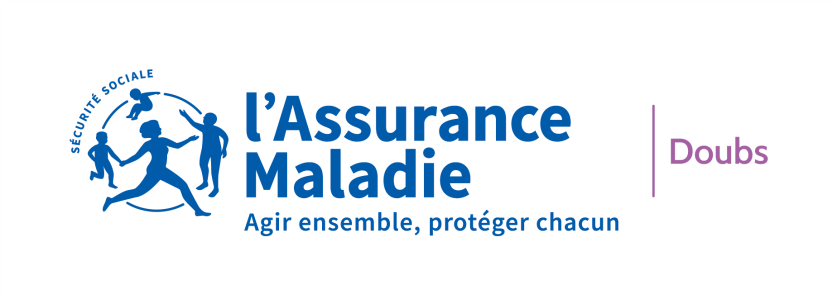 SÉCURITÉ SOCIALE
l’Assurance
Maladie
Agir ensemble, protéger chacun
Doubs